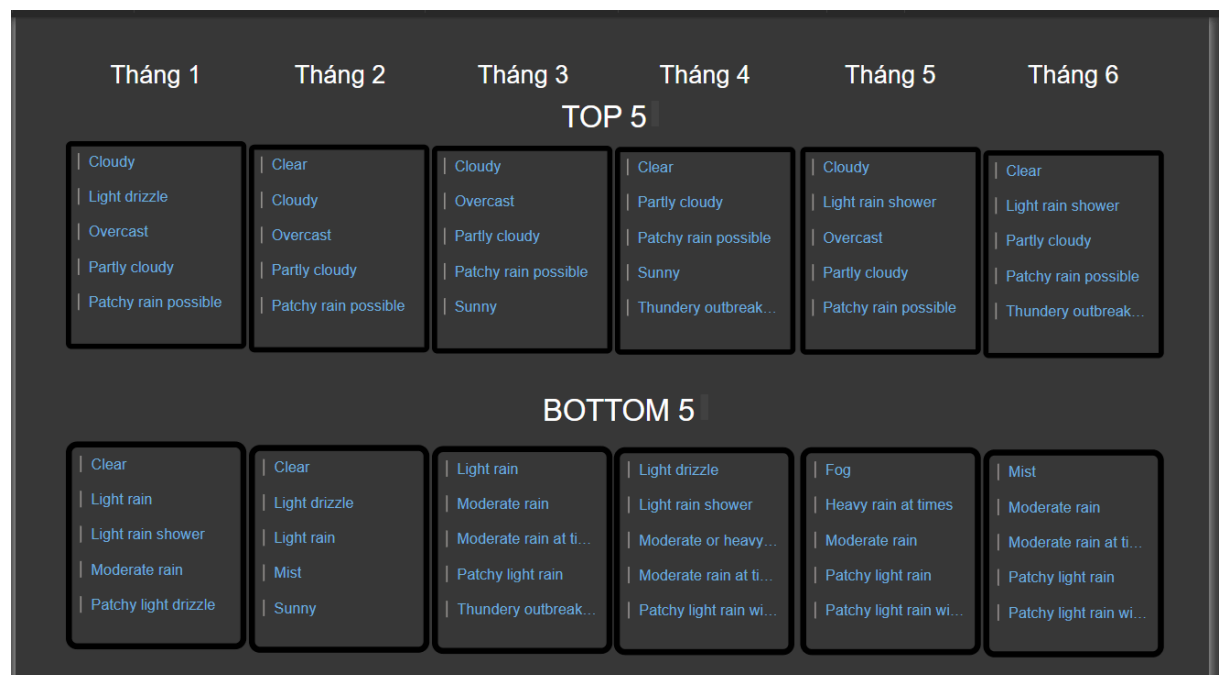 Tháng 1 Tháng 2 Tháng 3 Tháng 4 Tháng 5 Tháng 6
TOP 5
Cloudy
Light drizzle
Overcast
Partly cloudy
Patchy rain possible
Clear
Cloudy
Overcast
Partly cloudy
Patchy rain possible
Cloudy
Overcast
Partly cloudy
Patchy rain possible
Sunny
Clear
Partly cloudy
Patchy rain possible
Sunny
Thundery outbreak...
Cloudy
Light rain shower
Overcast
Partly cloudy
Patchy rain possible
Clear
Light rain shower
Partly cloudy
Patchy rain possible
Thundery outbreak...
BOTTOM 5
Clear
Light rain
Light rain shower
Moderate rain
Patchy light drizzle
Clear
Light drizzle
Light rain
Mist
Sunny
Light rain
Moderate rain
Moderate rain at ti...
Patchy light rain
Thundery outbreak...
Light drizzle
Light rain shower
Moderate or heavy...
Moderate rain at ti...
Patchy light rain wi...
Fog
Heavy rain at times
Moderate rain
Patchy light rain
Patchy light rain wi...
Mist
Moderate rain
Moderate rain at ti...
Patchy light rain
Patchy light rain wi...